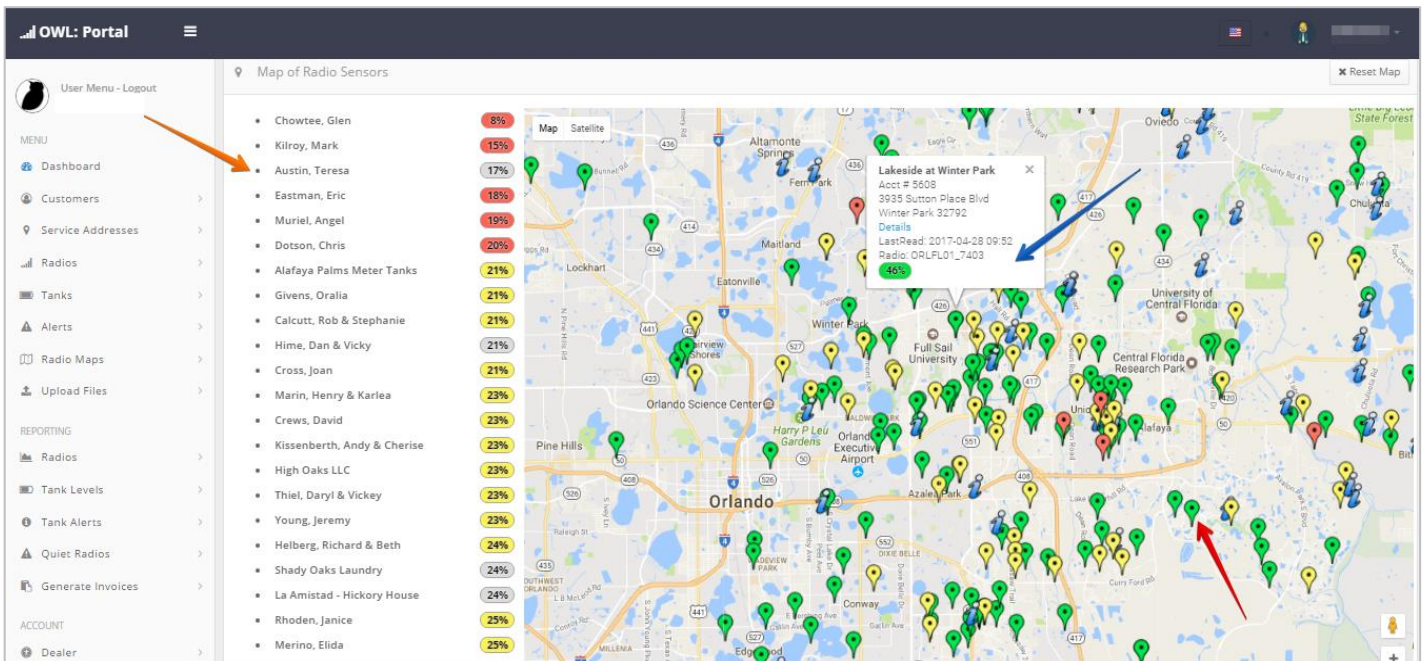 OWL: Portal
User Menu - Logout
MENU
Dashboard
Customers
Service Addresses
Radios
Tanks
Alerts
Radio Maps
Upload Files
REPORTING
Radios
Tank Levels
Tank Alerts
Quiet Radios
Generate Invoices
ACCOUNT
Dealer
Map of Radio Sensors
Reset Map
Chowtee, Glen 8%
Kilroy, Mark 15%
Austin, Teresa 17%
Eastman, Eric 18%
Muriel, Angel 19%
Dotson, Chris 20%
Alafaya Palms Meter Tanks 21%
Givens, Oralia 21%
Calcutt, Rob & Stephanie 21%
Hime, Dan & Vicky 21%
Cross, Joan 21%
Marin, Henry & Karlea 23%
Crews, David 23%
Kissenberth, Andy & Cherise 23%
High Oaks LLC 23%
Thiel, Daryl & Vickey 23%
Young, Jeremy 23%
Helberg, Richard & Beth 24%
Shady Oaks Laundry 24%
La Amistad - Hickory House 24%
Rhoden, Janice 25%
Merino, Elida 25%
Map Satellite
Lakeside at Winter Park
Acct # 5608
3935 Sutton Place Blvd
Winter Park 32792
Details
LastRead: 2017-04-28 09:52
Radio: ORLFL01_7403
46%
Altamonte
Springs
Fern Park
Oviedo
State Forest
Maitland
Lockhart
Eatonville
Winter Park
Full Sail
University
University of
Central Florida
Central Florida
Research Park
Orlando Science Center
Harry P Leu
Gardens
Orlando
Executive
Airport
Pine Hills
Orlando
Azalea Park
Alafaya
DIXIE BELLE
Conway
Curry Ford Rd
MILLENIA